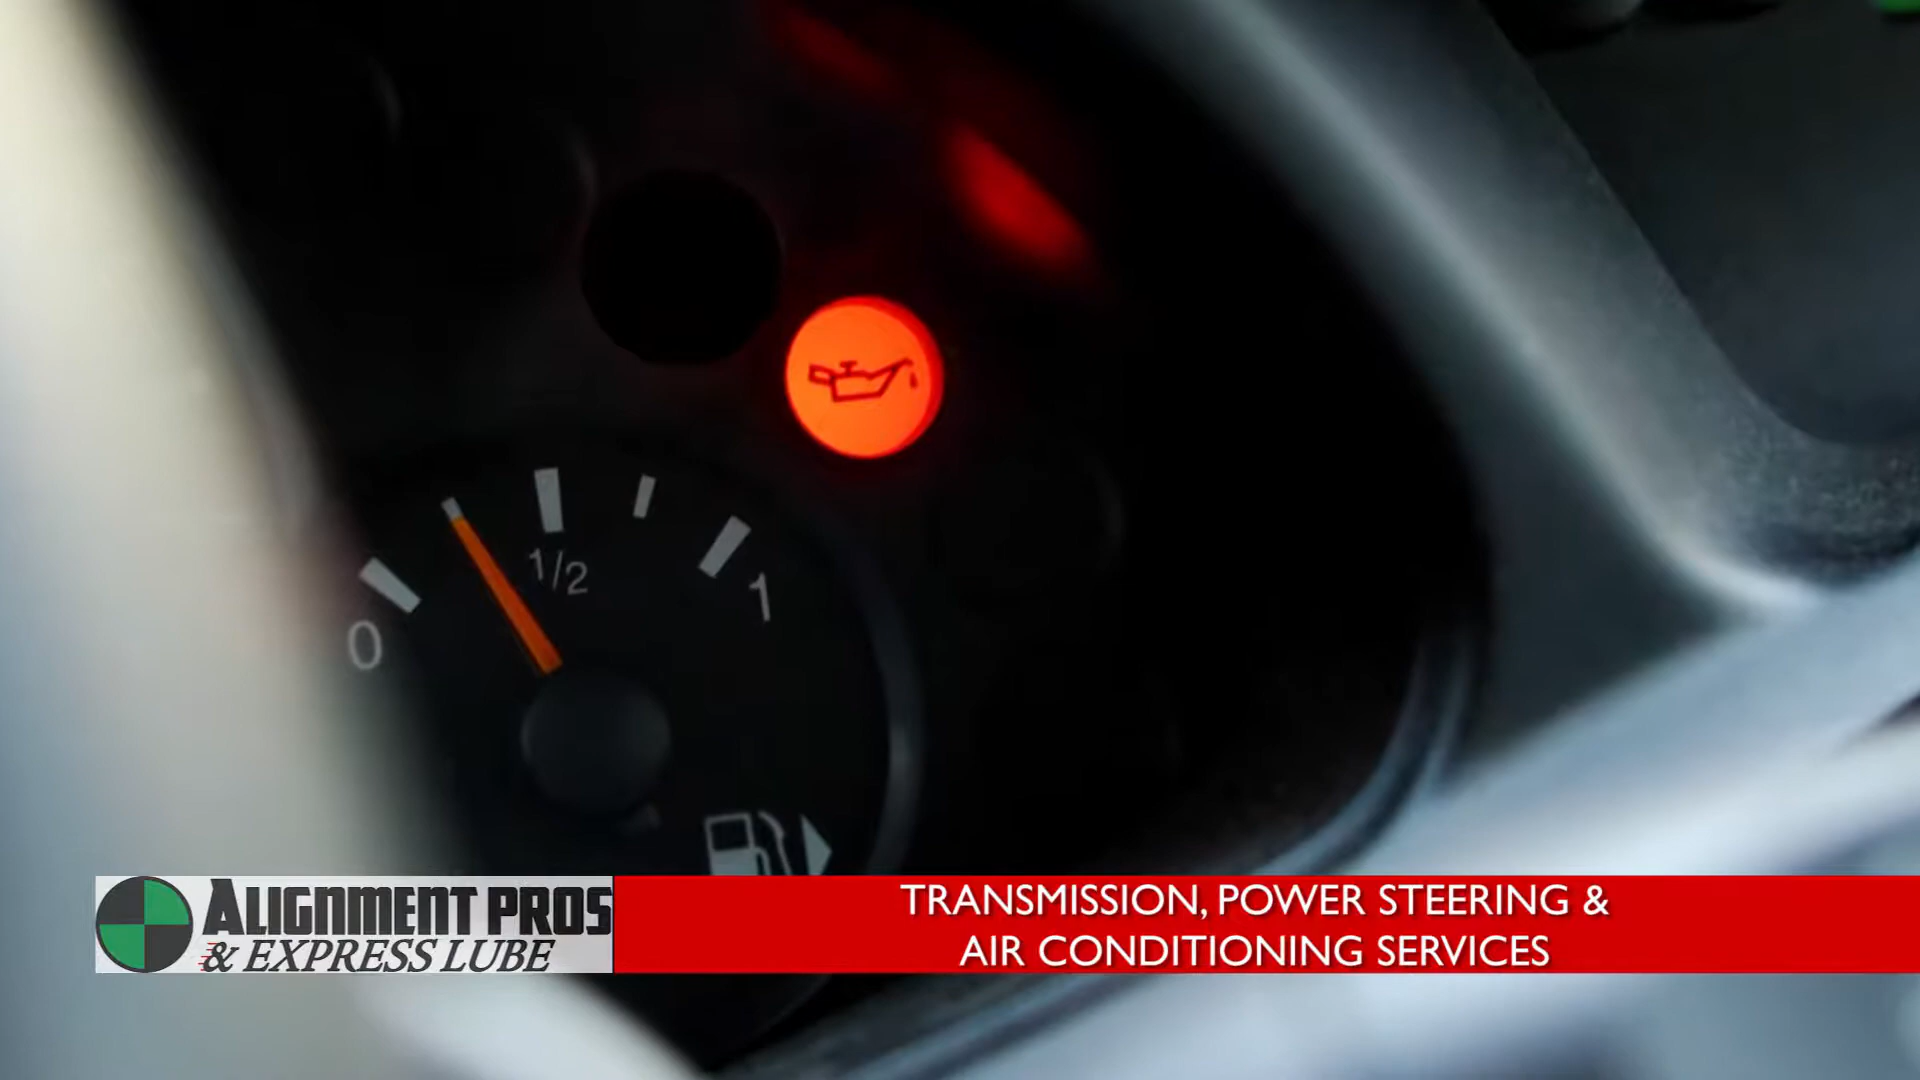 1/2
0
1
ALIGNMENT PROS
& EXPRESS LUBE
TRANSMISSION, POWER STEERING &
AIR CONDITIONING SERVICES